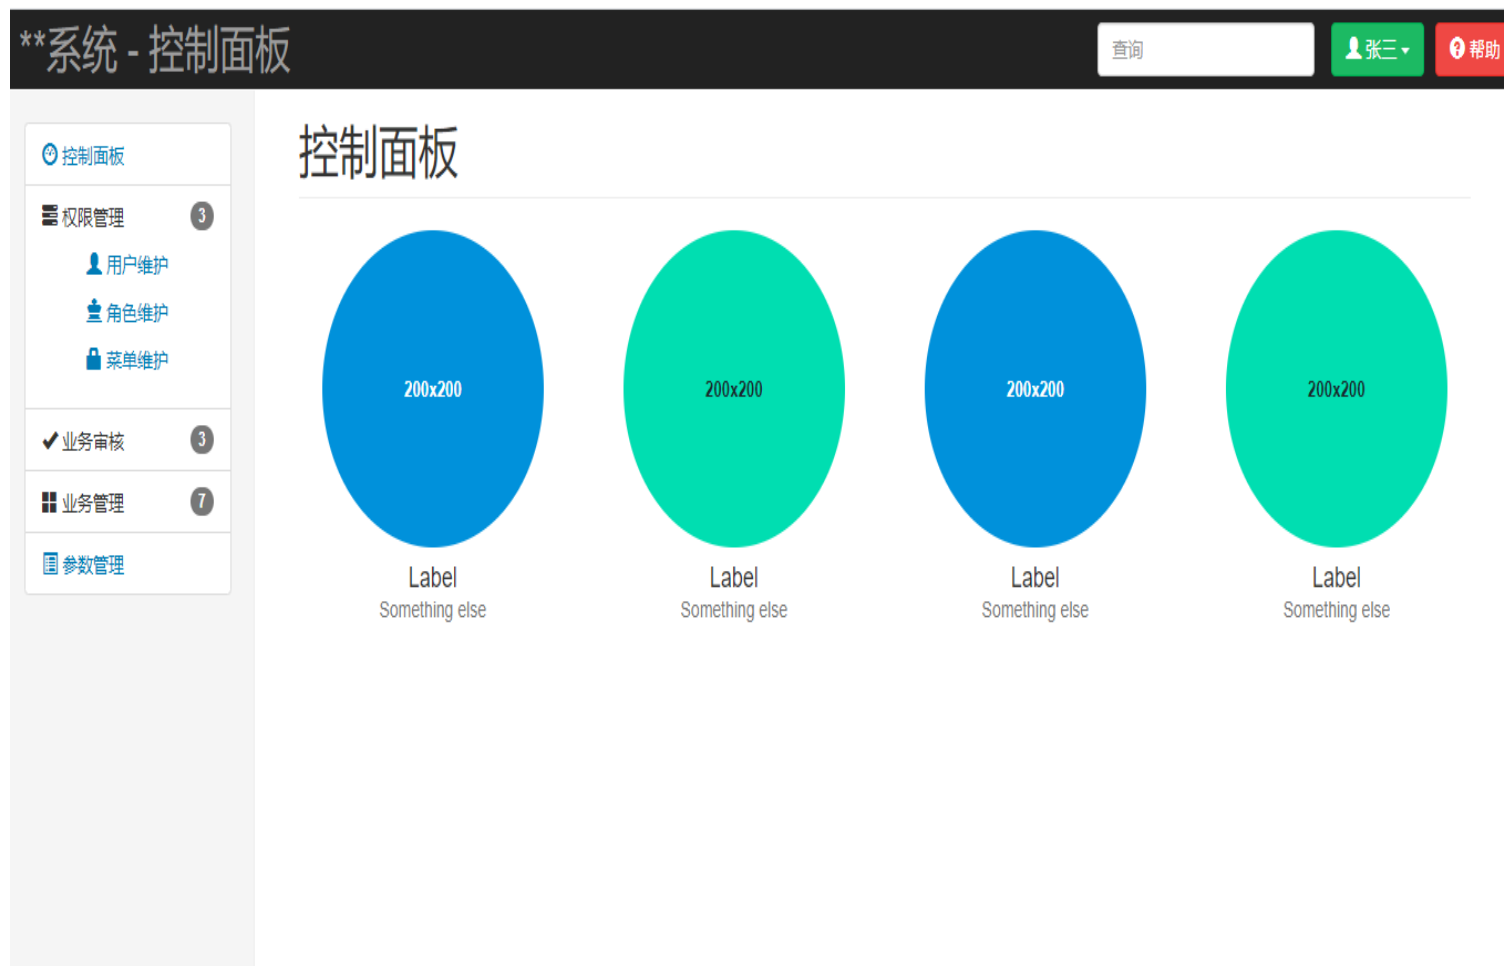 **系统 - 控制面板
查询
张三
帮助
控制面板
权限管理 3
用户维护
角色维护
菜单维护
业务审核 3
业务管理 7
参数管理
控制面板
200x200 200x200 200x200 200x200
Label Label Label Label
Something else Something else Something else Something else